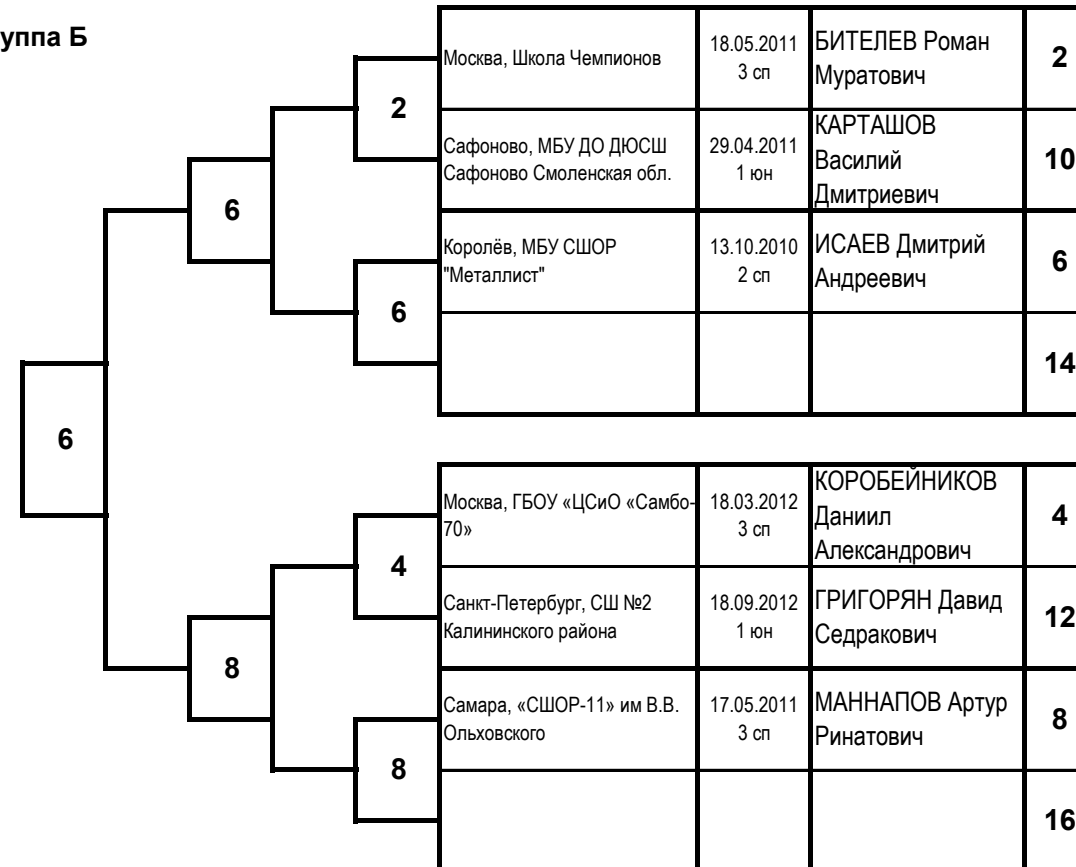 уппа Б
Москва, Школа Чемпионов
18.05.2011
3 сп
БИТЕЛЕВ Роман
Муратович
2
2
Сафоново, МБУ ДО ДЮСШ
Сафоново Смоленская обл.
29.04.2011
1 юн
КАРТАШОВ
Василий
Дмитриевич
10
6
Королёв, МБУ СШОР
"Металлист"
13.10.2010
2 сп
ИСАЕВ Дмитрий
Андреевич
6
6
14
6
Москва, ГБОУ «ЦСиО «Самбо-
70»
18.03.2012
3 сп
КОРОБЕЙНИКОВ
Даниил
Александрович
4
4
Санкт-Петербург, СШ №2
Калининского района
18.09.2012
1 юн
ГРИГОРЯН Давид
Седракович
12
8
Самара, «СШОР-11» им В.В.
Ольховского
17.05.2011
3 сп
МАННАПОВ Артур
Ринатович
8
8
16